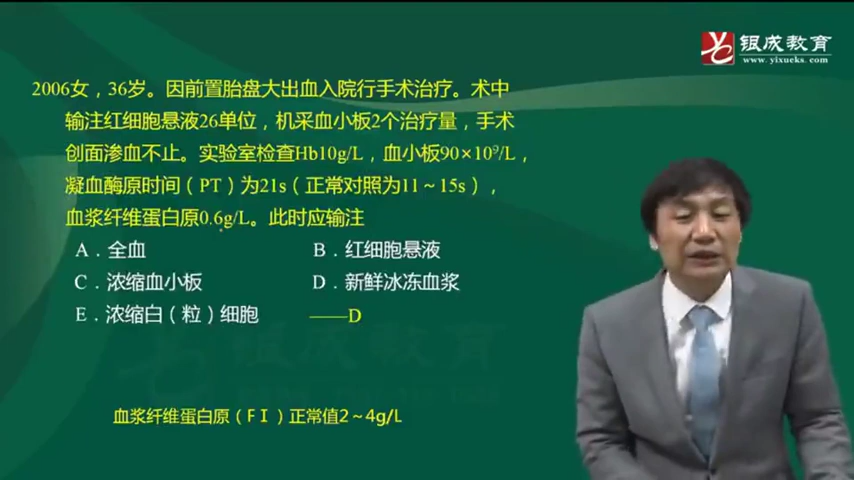 银成教育
www.yixueks.com
2006女，36岁。因前置胎盘大出血入院行手术治疗。术中
输注红细胞悬液26单位，机采血小板2个治疗量，手术
创面渗血不止。实验室检查Hb10g/L，血小板90×10⁹/L，
凝血酶原时间（PT）为21s（正常对照为11～15s），
血浆纤维蛋白原0.6g/L。此时应输注
A．全血 B．红细胞悬液
C．浓缩血小板 D．新鲜冰冻血浆
E．浓缩白（粒）细胞 ——D
银成教育
血浆纤维蛋白原（FⅠ）正常值2～4g/L